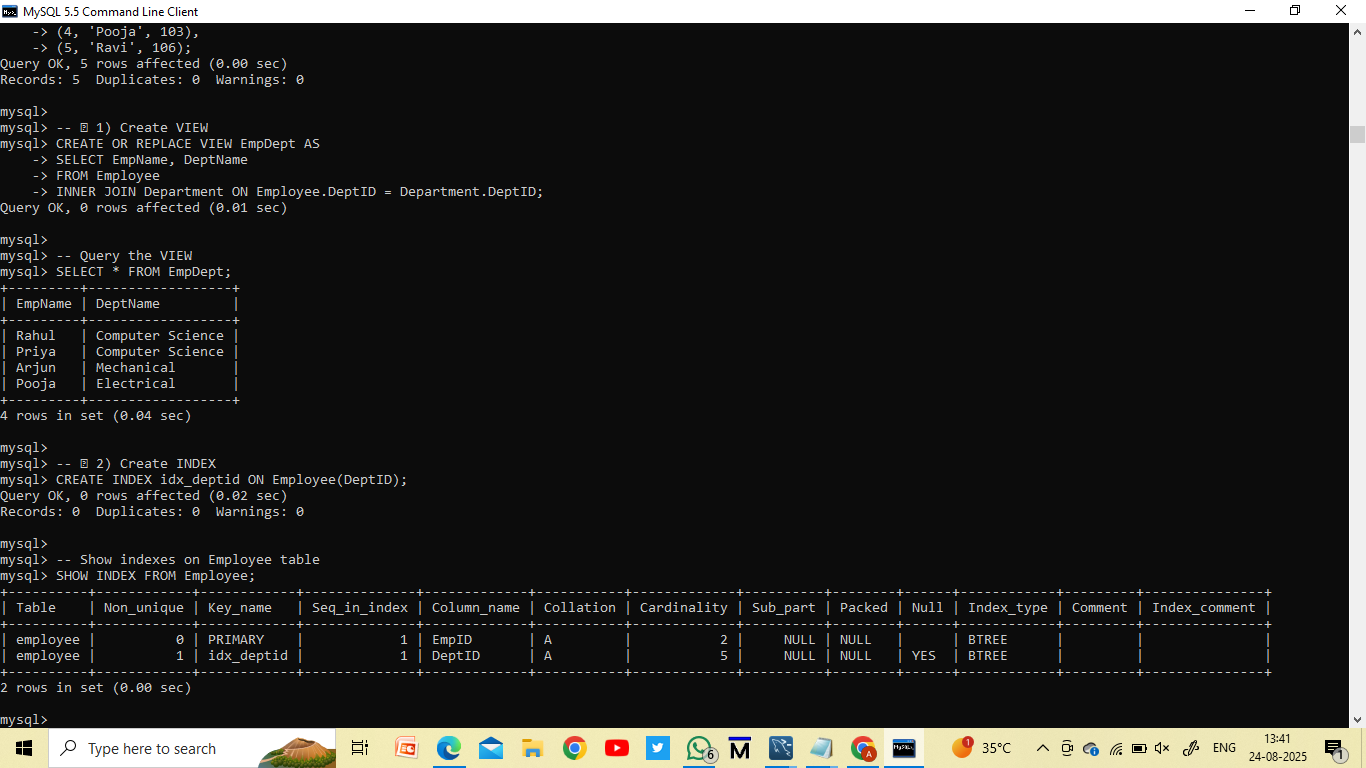 MySQL 5.5 Command Line Client
    -> (4, 'Pooja', 103),
    -> (5, 'Ravi', 106);
Query OK, 5 rows affected (0.00 sec)
Records: 5  Duplicates: 0  Warnings: 0

mysql>
mysql> -- 1) Create VIEW
mysql> CREATE OR REPLACE VIEW EmpDept AS
    -> SELECT EmpName, DeptName
    -> FROM Employee
    -> INNER JOIN Department ON Employee.DeptID = Department.DeptID;
Query OK, 0 rows affected (0.01 sec)

mysql>
mysql> -- Query the VIEW
mysql> SELECT * FROM EmpDept;
+---------+------------------+
| EmpName | DeptName         |
+---------+------------------+
| Rahul   | Computer Science |
| Priya   | Computer Science |
| Arjun   | Mechanical       |
| Pooja   | Electrical       |
+---------+------------------+
4 rows in set (0.04 sec)

mysql>
mysql> -- 2) Create INDEX
mysql> CREATE INDEX idx_deptid ON Employee(DeptID);
Query OK, 0 rows affected (0.02 sec)
Records: 0  Duplicates: 0  Warnings: 0

mysql>
mysql> -- Show indexes on Employee table
mysql> SHOW INDEX FROM Employee;
+----------+------------+------------+--------------+-------------+-----------+-------------+----------+--------+------+------------+---------+---------------+
| Table    | Non_unique | Key_name   | Seq_in_index | Column_name | Collation | Cardinality | Sub_part | Packed | Null | Index_type | Comment | Index_comment |
+----------+------------+------------+--------------+-------------+-----------+-------------+----------+--------+------+------------+---------+---------------+
| employee |          0 | PRIMARY    |            1 | EmpID       | A         |           2 |     NULL | NULL   |      | BTREE      |         |               |
| employee |          1 | idx_deptid |            1 | DeptID      | A         |           5 |     NULL | NULL   | YES  | BTREE      |         |               |
+----------+------------+------------+--------------+-------------+-----------+-------------+----------+--------+------+------------+---------+---------------+
2 rows in set (0.00 sec)

mysql>
Type here to search
6
M
A
MySQL
1
35°C
ENG
13:41
24-08-2025
1